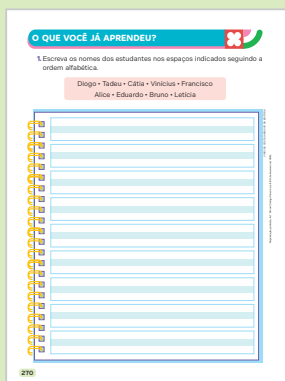 O QUE VOCÊ JÁ APRENDEU?
1. Escreva os nomes dos estudantes nos espaços indicados seguindo a
ordem alfabética.
Diogo • Tadeu • Cátia • Vinícius • Francisco
Alice • Eduardo • Bruno • Letícia
270